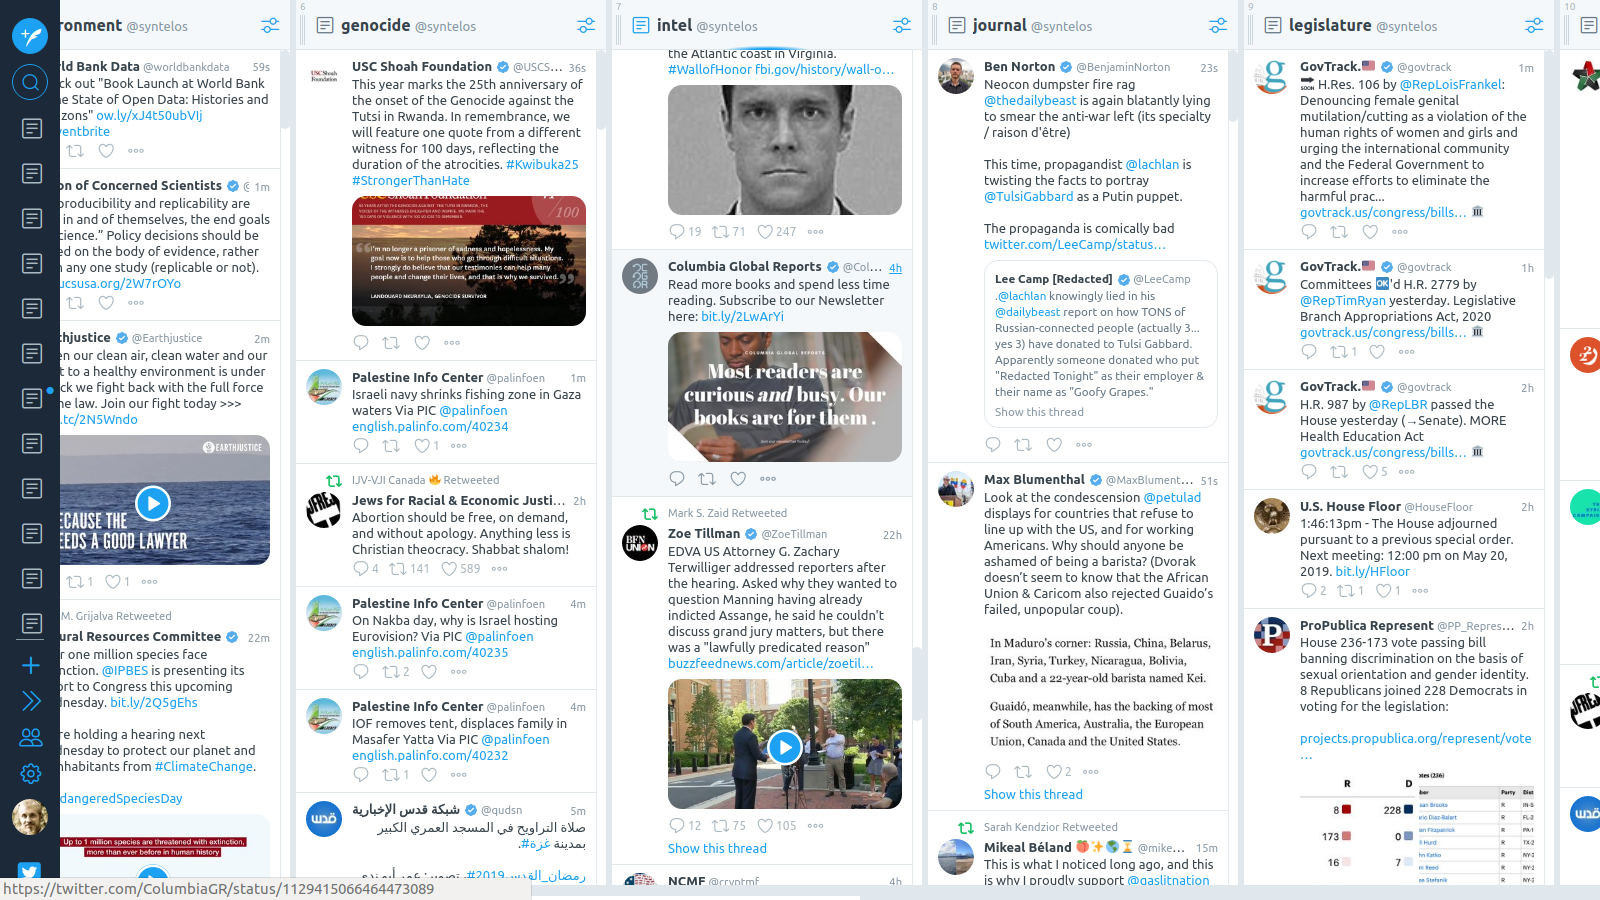 ronment @syntelos
ld Bank Data @worldbankdata 59s
ck out "Book Launch at World Bank
e State of Open Data: Histories and
zons" ow.ly/xJ4t50ubVIj
ventbrite
on of Concerned Scientists 1m
producibility and replicability are
in and of themselves, the end goals
cience.” Policy decisions should be
ed on the body of evidence, rather
any one study (replicable or not).
ucsusa.org/2W7rOYo
thjustice @Earthjustice 2m
en our clean air, clean water and our
t to a healthy environment is under
ck we fight back with the full force
he law. Join our fight today >>>
.tc/2N5Wndo
EARTHJUSTICE
ECAUSE THE
EEDS A GOOD LAWYER
1 1
M. Grijalva Retweeted
ural Resources Committee 22m
r one million species face
nction. @IPBES is presenting its
ort to Congress this upcoming
dnesday. bit.ly/2Q5gEhs
re holding a hearing next
dnesday to protect our planet and
nhabitants from #ClimateChange.
dangeredSpeciesDay
Up to 1 million species are threatened with extinction,
more than ever before in human history
https://twitter.com/ColumbiaGR/status/1129415066464473089
6
genocide @syntelos
USC Shoah Foundation @USCS... 36s
This year marks the 25th anniversary of
the onset of the Genocide against the
Tutsi in Rwanda. In remembrance, we
will feature one quote from a different
witness for 100 days, reflecting the
duration of the atrocities. #Kwibuka25
#StrongerThanHate
USC Shoah Foundation
/100
I'm no longer a prisoner of sadness and hopelessness. My
goal now is to help those who go through difficult situations.
I strongly do believe that our testimonies can help many
people and change their lives, and that is why we survived.
LANDOUARD NKURAYIJA, GENOCIDE SURVIVOR
Palestine Info Center @palinfoen 1m
Israeli navy shrinks fishing zone in Gaza
waters Via PIC @palinfoen
english.palinfo.com/40234
1
IJV-VJI Canada 🔥 Retweeted
Jews for Racial & Economic Justi... 2h
Abortion should be free, on demand,
and without apology. Anything less is
Christian theocracy. Shabbat shalom!
4 141 589
Palestine Info Center @palinfoen 4m
On Nakba day, why is Israel hosting
Eurovision? Via PIC @palinfoen
english.palinfo.com/40235
2
Palestine Info Center @palinfoen 4m
IOF removes tent, displaces family in
Masafer Yatta Via PIC @palinfoen
english.palinfo.com/40232
1
شبكة قدس الإخبارية @qudsn 5m
صلاة التراويح في المسجد العمري الكبير
بمدينة #غزة.
7
intel @syntelos
the Atlantic coast in Virginia.
#WallofHonor fbi.gov/history/wall-o...
19 71 247
Columbia Global Reports @Col... 4h
Read more books and spend less time
reading. Subscribe to our Newsletter
here: bit.ly/2LwArYi
COLUMBIA GLOBAL REPORTS
Most readers are
curious and busy. Our
books are for them .
Mark S. Zaid Retweeted
Zoe Tillman @ZoeTillman 22h
EDVA US Attorney G. Zachary
Terwilliger addressed reporters after
the hearing. Asked why they wanted to
question Manning having already
indicted Assange, he said he couldn't
discuss grand jury matters, but there
was a "lawfully predicated reason"
buzzfeednews.com/article/zoetil...
12 75 105
Show this thread
NCMF @cryptmf 4h
8
journal @syntelos
Ben Norton @BenjaminNorton 23s
Neocon dumpster fire rag
@thedailybeast is again blatantly lying
to smear the anti-war left (its specialty
/ raison d'être)
This time, propagandist @lachlan is
twisting the facts to portray
@TulsiGabbard as a Putin puppet.
The propaganda is comically bad
twitter.com/LeeCamp/status...
Lee Camp [Redacted] @LeeCamp
.@lachlan knowingly lied in his
@dailybeast report on how TONS of
Russian-connected people (actually 3...
yes 3) have donated to Tulsi Gabbard.
Apparently someone donated who put
"Redacted Tonight" as their employer &
their name as "Goofy Grapes."
Show this thread
Max Blumenthal @MaxBlument... 51s
Look at the condescension @petulad
displays for countries that refuse to
line up with the US, and for working
Americans. Why should anyone be
ashamed of being a barista? (Dvorak
doesn’t seem to know that the African
Union & Caricom also rejected Guaido’s
failed, unpopular coup).
In Maduro's corner: Russia, China, Belarus,
Iran, Syria, Turkey, Nicaragua, Bolivia,
Cuba and a 22-year-old barista named Kei.
Guaidó, meanwhile, has the backing of most
of South America, Australia, the European
Union, Canada and the United States.
2
Show this thread
Sarah Kendzior Retweeted
Mikeal Béland 🍑✨🌎⏳ @mike... 15m
This is what I noticed long ago, and this
is why I proudly support @gaslitnation
9
legislature @syntelos
GovTrack.🇺🇸 @govtrack 1m
🔜 H.Res. 106 by @RepLoisFrankel:
Denouncing female genital
mutilation/cutting as a violation of the
human rights of women and girls and
urging the international community
and the Federal Government to
increase efforts to eliminate the
harmful prac...
govtrack.us/congress/bills... 🏛
GovTrack.🇺🇸 @govtrack 1h
Committees 🆗'd H.R. 2779 by
@RepTimRyan yesterday. Legislative
Branch Appropriations Act, 2020
govtrack.us/congress/bills... 🏛
1
GovTrack.🇺🇸 @govtrack 2h
H.R. 987 by @RepLBR passed the
House yesterday (→Senate). MORE
Health Education Act
govtrack.us/congress/bills... 🏛
5
U.S. House Floor @HouseFloor 2h
1:46:13pm - The House adjourned
pursuant to a previous special order.
Next meeting: 12:00 pm on May 20,
2019. bit.ly/HFloor
2 1 1
ProPublica Represent @PP_Repres... 2h
House 236-173 vote passing bill
banning discrimination on the basis of
sexual orientation and gender identity.
8 Republicans joined 228 Democrats in
voting for the legislation:
projects.propublica.org/represent/vote
...
R D
8 228
173 0
16 7
10